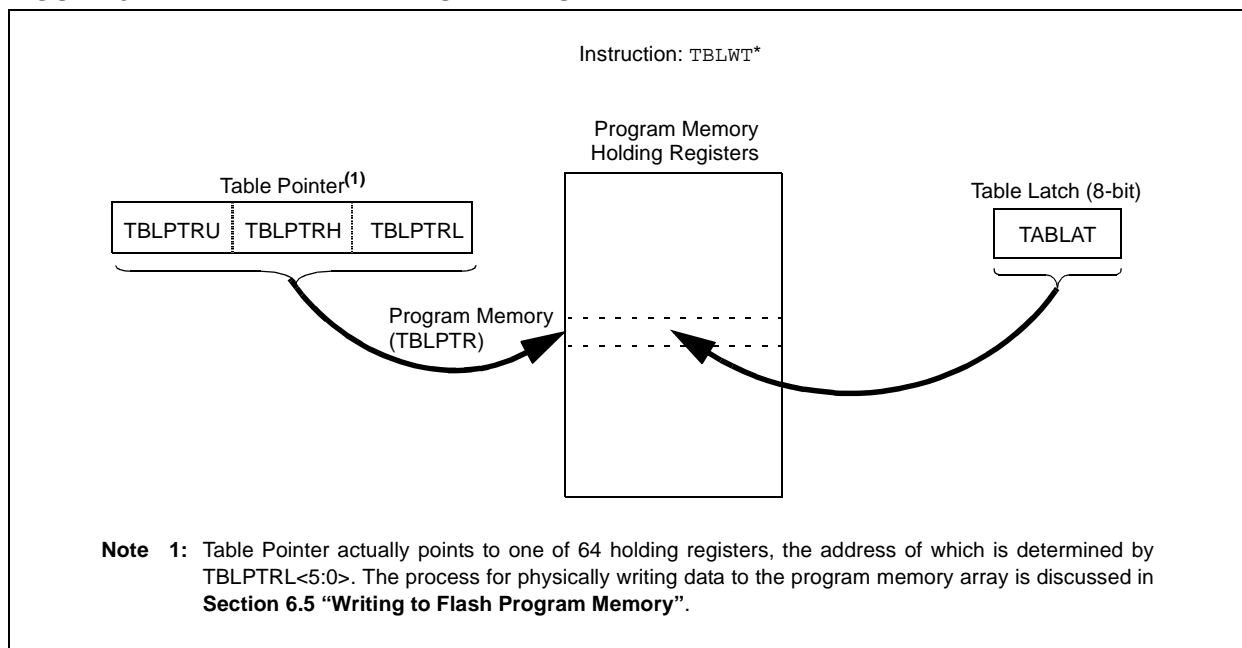 Instruction: TBLWT*
Program Memory
Holding Registers
Table Pointer(1)
Table Latch (8-bit)
TBLPTRU TBLPTRH TBLPTRL
TABLAT
Program Memory
(TBLPTR)
Note 1: Table Pointer actually points to one of 64 holding registers, the address of which is determined by
TBLPTRL<5:0>. The process for physically writing data to the program memory array is discussed in
Section 6.5 “Writing to Flash Program Memory”.